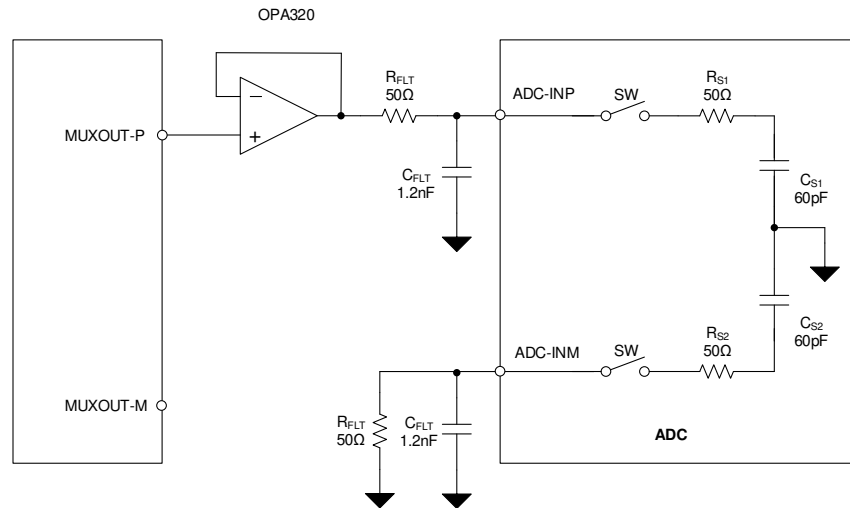 OPA320
R_FLT
50Ω
ADC-INP
SW
R_S1
50Ω
MUXOUT-P
−
+
C_FLT
1.2nF
C_S1
60pF
C_S2
60pF
ADC-INM
SW
R_S2
50Ω
MUXOUT-M
R_FLT
50Ω
C_FLT
1.2nF
ADC